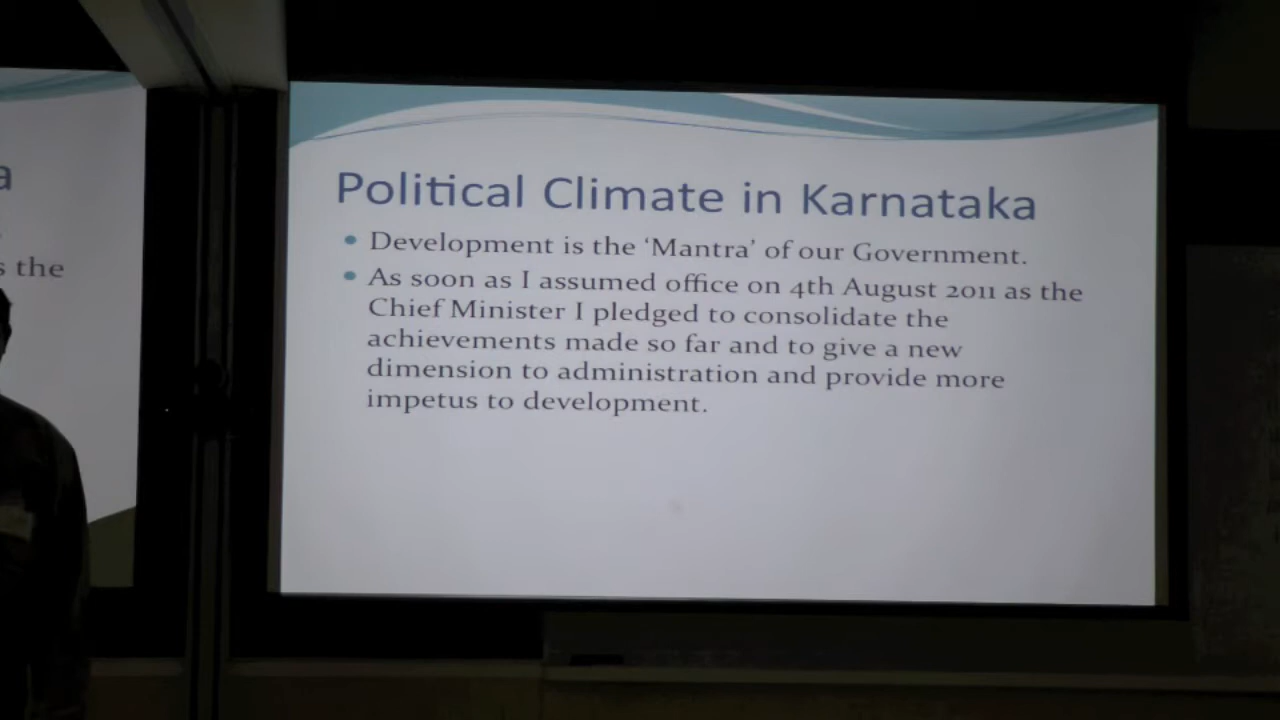 a
s the
Political Climate in Karnataka
• Development is the ‘Mantra’ of our Government.
• As soon as I assumed office on 4th August 2011 as the
Chief Minister I pledged to consolidate the
achievements made so far and to give a new
dimension to administration and provide more
impetus to development.